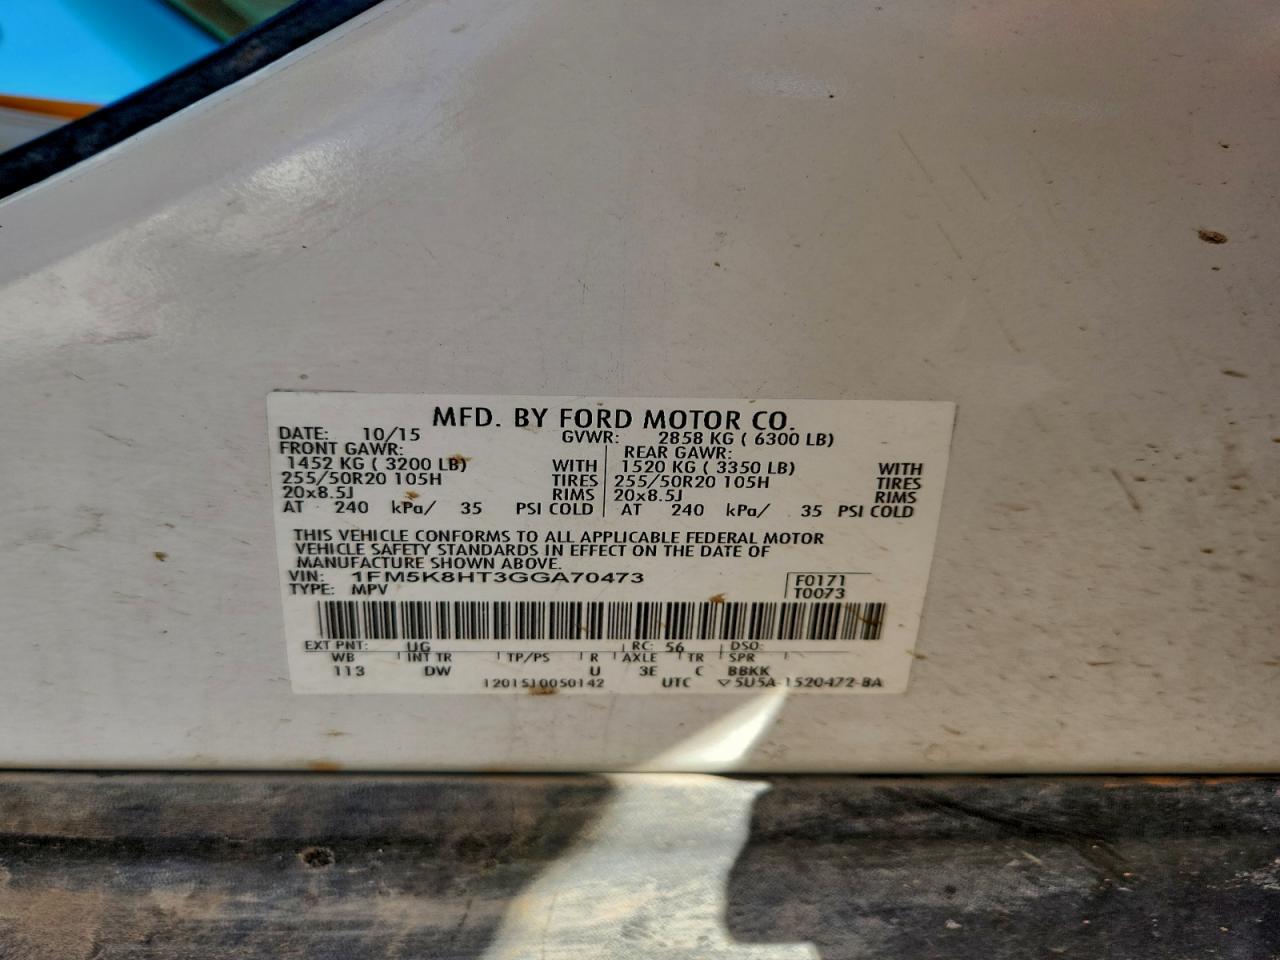 MFD. BY FORD MOTOR CO.
DATE: 10/15 GVWR: 2858 KG ( 6300 LB)
FRONT GAWR: REAR GAWR:
1452 KG ( 3200 LB) WITH 1520 KG ( 3350 LB) WITH
255/50R20 105H TIRES 255/50R20 105H TIRES
20x8.5J RIMS 20x8.5J RIMS
AT 240 kPa/ 35 PSI COLD AT 240 kPa/ 35 PSI COLD
THIS VEHICLE CONFORMS TO ALL APPLICABLE FEDERAL MOTOR
VEHICLE SAFETY STANDARDS IN EFFECT ON THE DATE OF
MANUFACTURE SHOWN ABOVE.
VIN: 1FM5K8HT3GGA70473 F0171
TYPE: MPV T0073
EXT PNT: UG RC: 56 DSO:
WB INT TR TP/PS R AXLE TR SPR
113 DW U 3E C BBKK
1201510050142 UTC ▽5U5A-1520472-BA